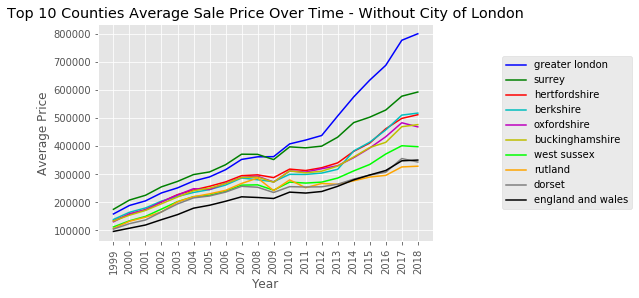 Top 10 Counties Average Sale Price Over Time - Without City of London
800000
700000
600000
500000
400000
300000
200000
100000
Average Price
1999
2000
2001
2002
2003
2004
2005
2006
2007
2008
2009
2010
2011
2012
2013
2014
2015
2016
2017
2018
Year
greater london
surrey
hertfordshire
berkshire
oxfordshire
buckinghamshire
west sussex
rutland
dorset
england and wales